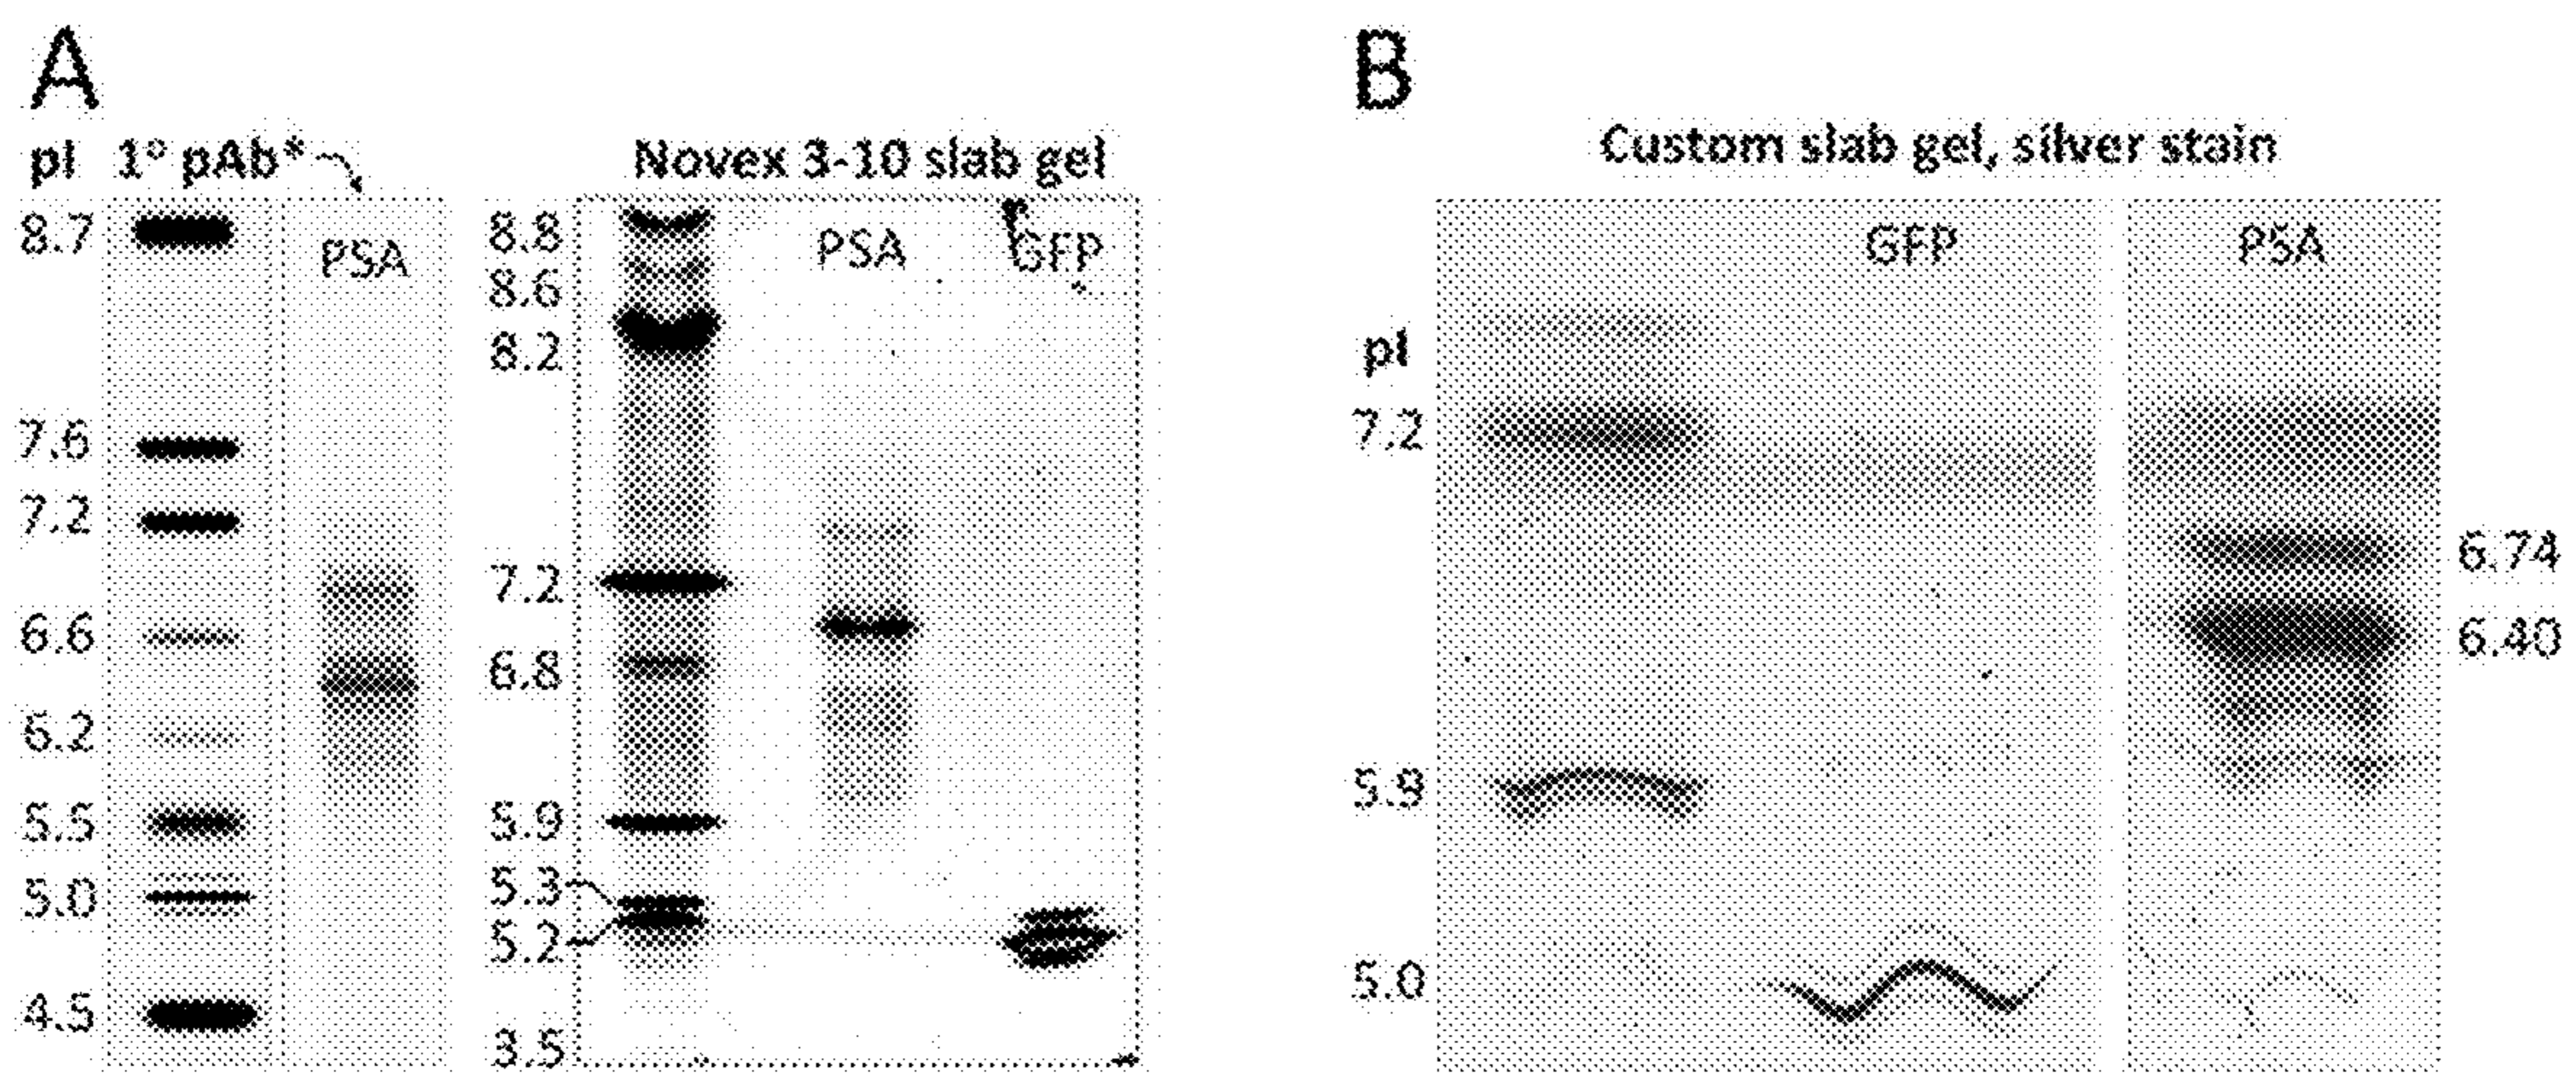 A
pI 1° pAb*
8.7
PSA
7.6
7.2
6.6
6.2
5.5
5.0
4.5
Novex 3-10 slab gel
8.8
PSA
GFP
8.6
8.2
7.2
6.8
5.9
5.3
5.2
3.5
B
Custom slab gel, silver stain
GFP
PSA
pI
7.2
6.74
6.40
5.9
5.0